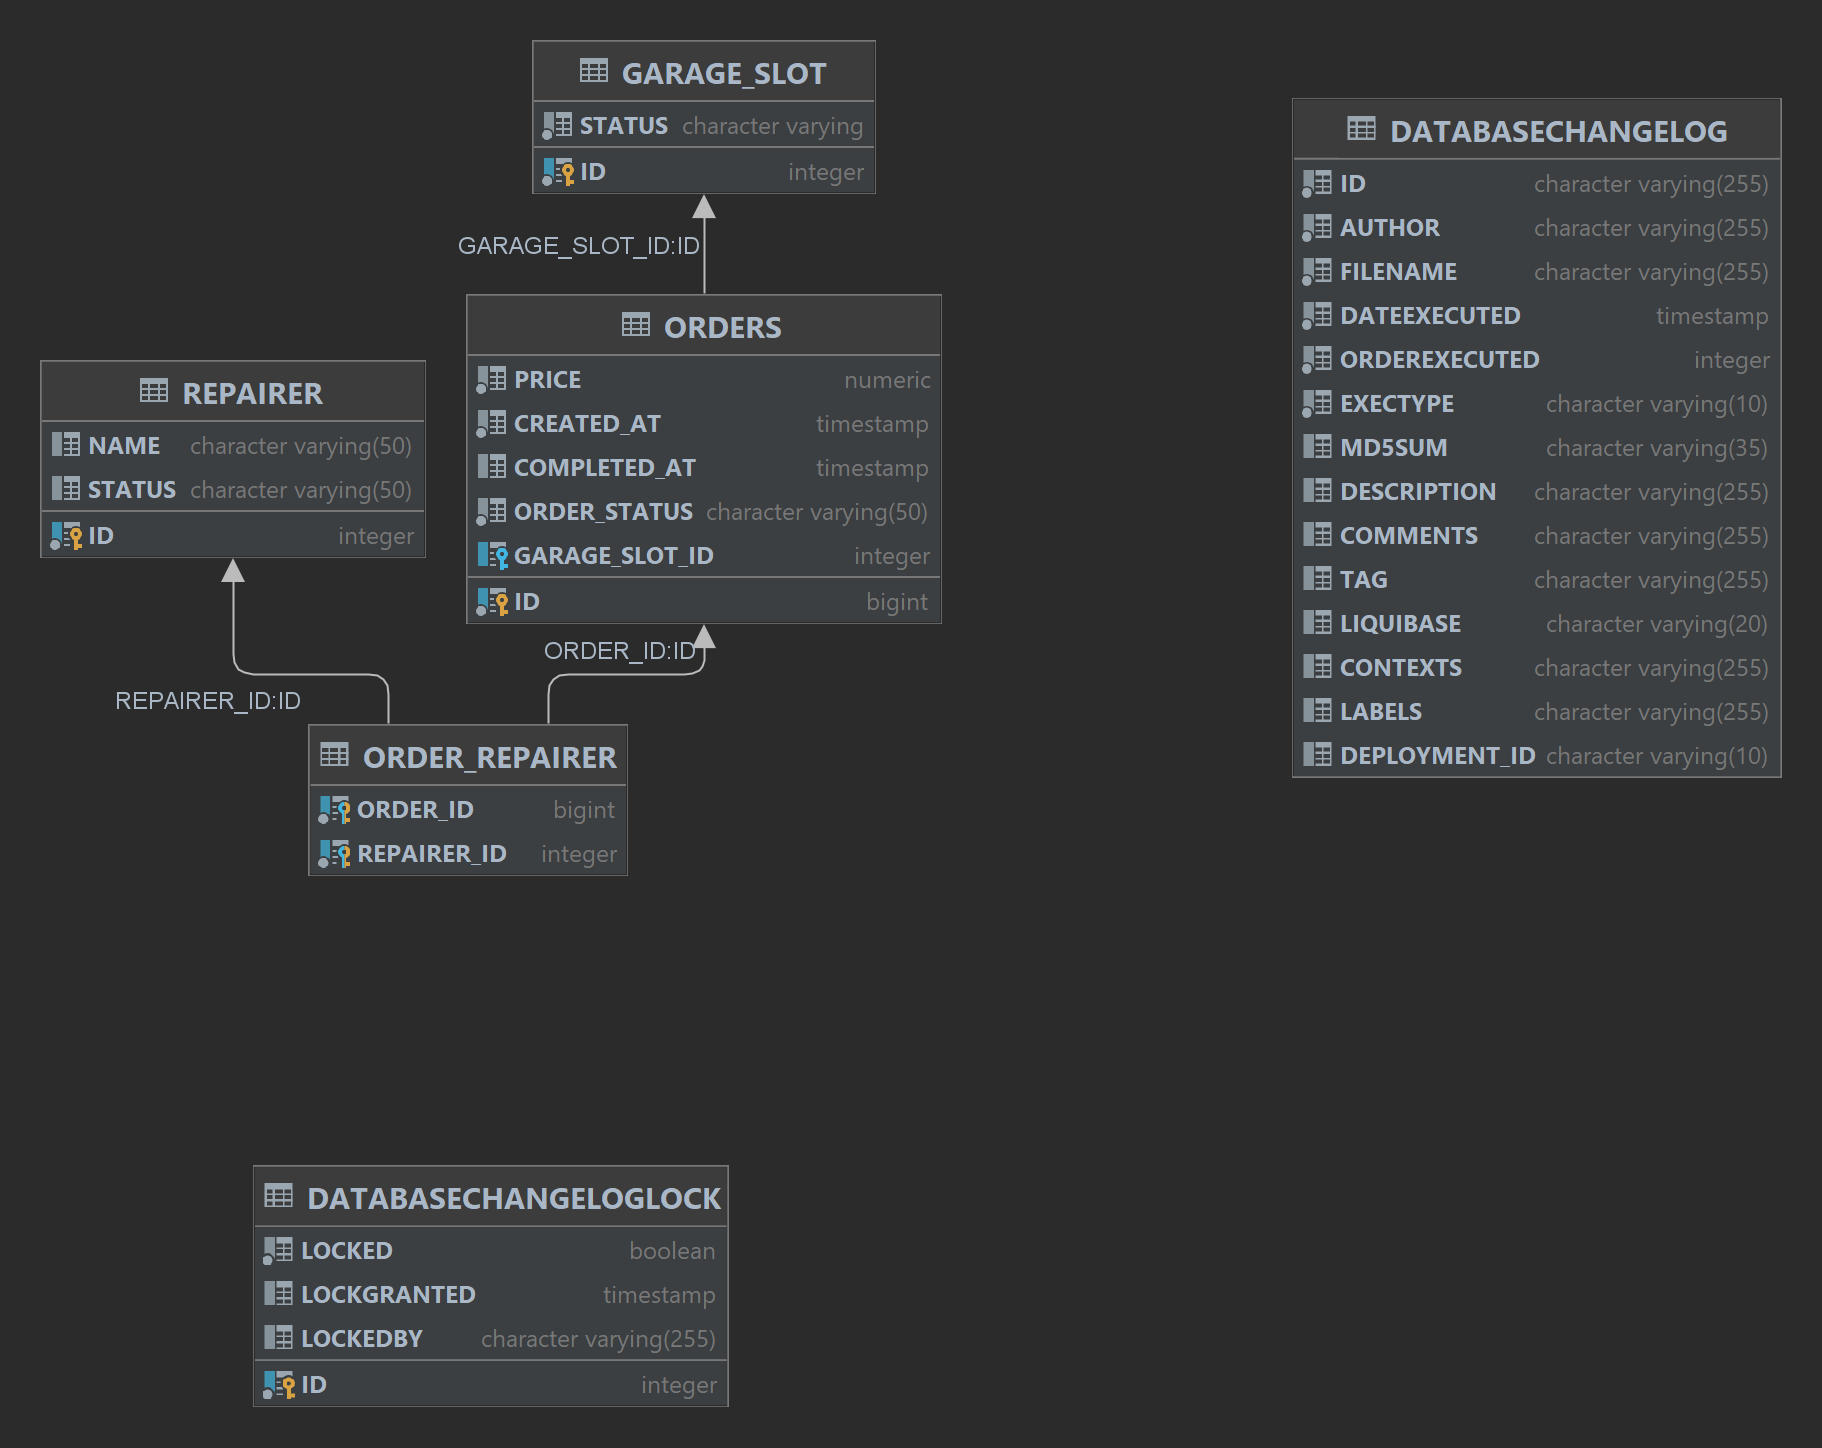 GARAGE_SLOT
STATUS character varying
ID integer
GARAGE_SLOT_ID:ID
ORDERS
PRICE numeric
CREATED_AT timestamp
COMPLETED_AT timestamp
ORDER_STATUS character varying(50)
GARAGE_SLOT_ID integer
ID bigint
REPAIRER
NAME character varying(50)
STATUS character varying(50)
ID integer
REPAIRER_ID:ID
ORDER_ID:ID
ORDER_REPAIRER
ORDER_ID bigint
REPAIRER_ID integer
DATABASECHANGELOG
ID character varying(255)
AUTHOR character varying(255)
FILENAME character varying(255)
DATEEXECUTED timestamp
ORDEREXECUTED integer
EXECTYPE character varying(10)
MD5SUM character varying(35)
DESCRIPTION character varying(255)
COMMENTS character varying(255)
TAG character varying(255)
LIQUIBASE character varying(20)
CONTEXTS character varying(255)
LABELS character varying(255)
DEPLOYMENT_ID character varying(10)
DATABASECHANGELOGLOCK
LOCKED boolean
LOCKGRANTED timestamp
LOCKEDBY character varying(255)
ID integer